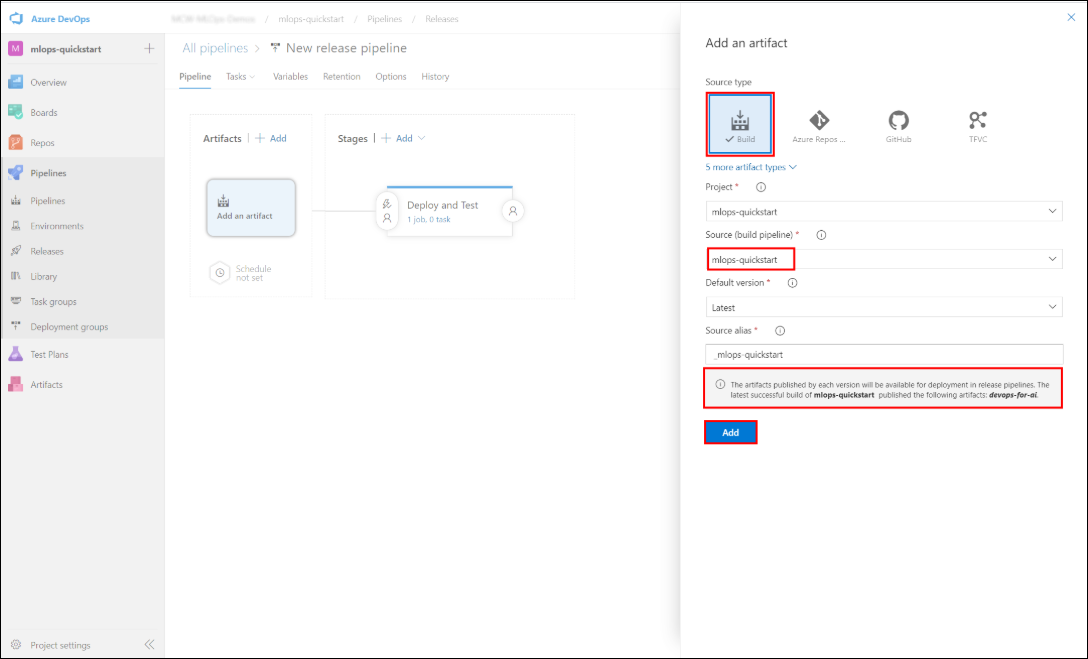 Azure DevOps
/ mlops-quickstart / Pipelines / Releases
M mlops-quickstart
Overview
Boards
Repos
Pipelines
Pipelines
Environments
Releases
Library
Task groups
Deployment groups
Test Plans
Artifacts
Project settings
All pipelines > New release pipeline
Pipeline Tasks Variables Retention Options History
Artifacts | + Add
Add an artifact
Schedule
not set
Stages | + Add
Deploy and Test
1 job, 0 task
Add an artifact
Source type
Build
Azure Repos ...
GitHub
TFVC
5 more artifact types
Project *
mlops-quickstart
Source (build pipeline) *
mlops-quickstart
Default version *
Latest
Source alias *
_mlops-quickstart
The artifacts published by each version will be available for deployment in release pipelines. The
latest successful build of mlops-quickstart published the following artifacts: devops-for-ai.
Add